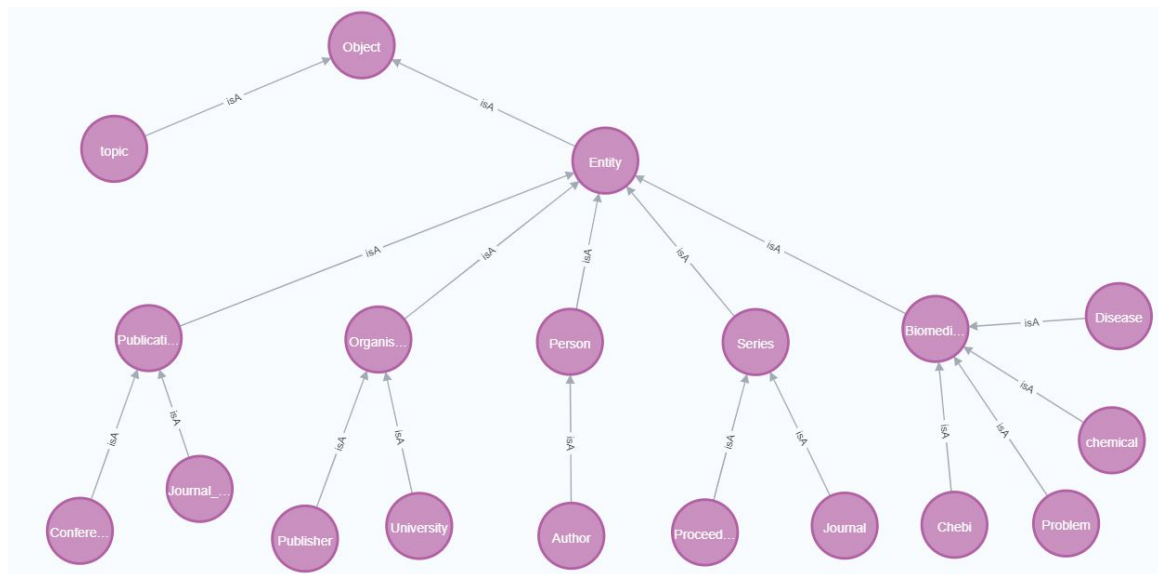 Object
isA
isA
topic
Entity
isA
isA
isA
isA
isA
Publicati...
Organis...
Person
Series
Biomedi...
isA
Disease
isA
isA
isA
isA
isA
isA
isA
isA
isA
isA
chemical
Confere...
Journal_...
Publisher
University
Author
Proceed...
Journal
Chebi
Problem